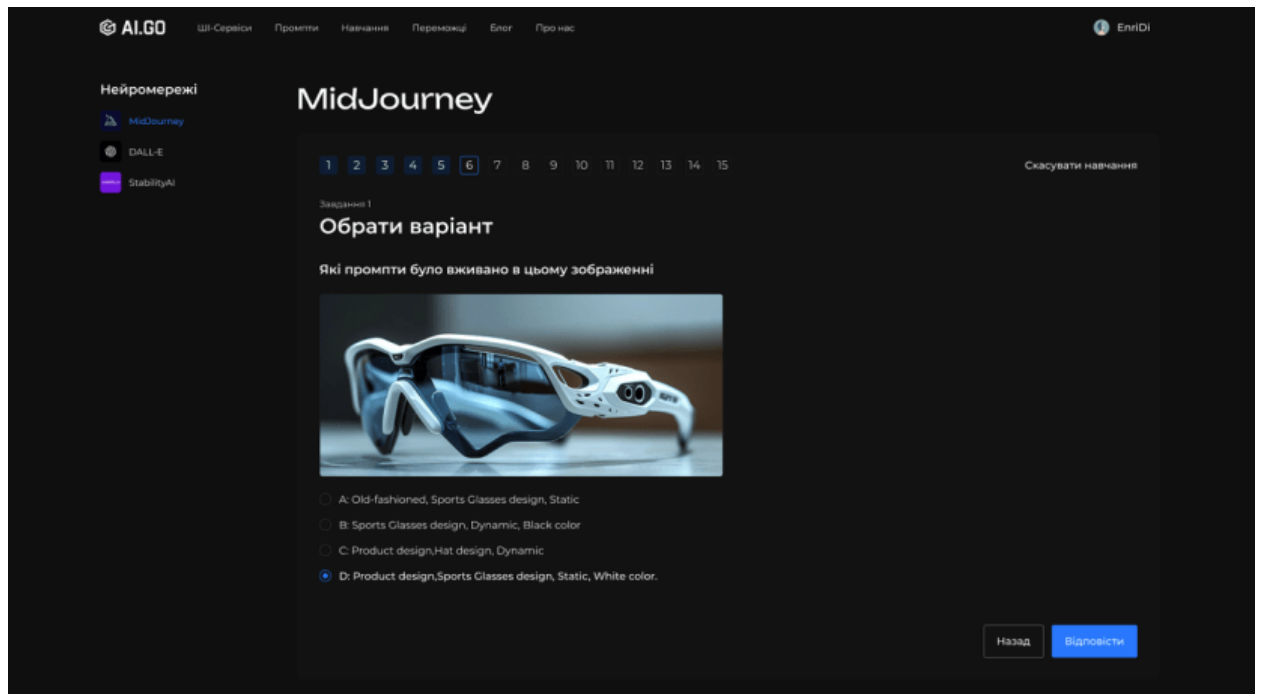 AI.GO ШІ-Сервіси Промпти Навчання Переможці Блог Про нас EnriDi
Нейромережі
MidJourney
DALL-E
StabilityAI
MidJourney
1 2 3 4 5 6 7 8 9 10 11 12 13 14 15
Скасувати навчання
Завдання 1
Обрати варіант
Які промпти було вживано в цьому зображенні
A: Old-fashioned, Sports Glasses design, Static
B: Sports Glasses design, Dynamic, Black color
C: Product design,Hat design, Dynamic
D: Product design,Sports Glasses design, Static, White color.
Назад Відповісти